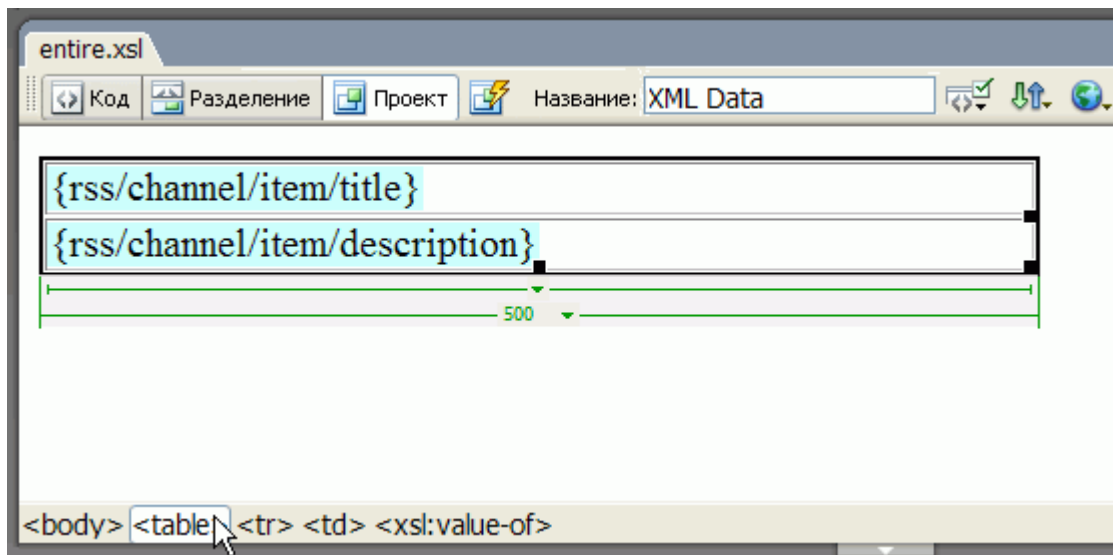 entire.xsl
Код Разделение Проект Название: XML Data
{rss/channel/item/title}
{rss/channel/item/description}
500
<body> <table> <tr> <td> <xsl:value-of>